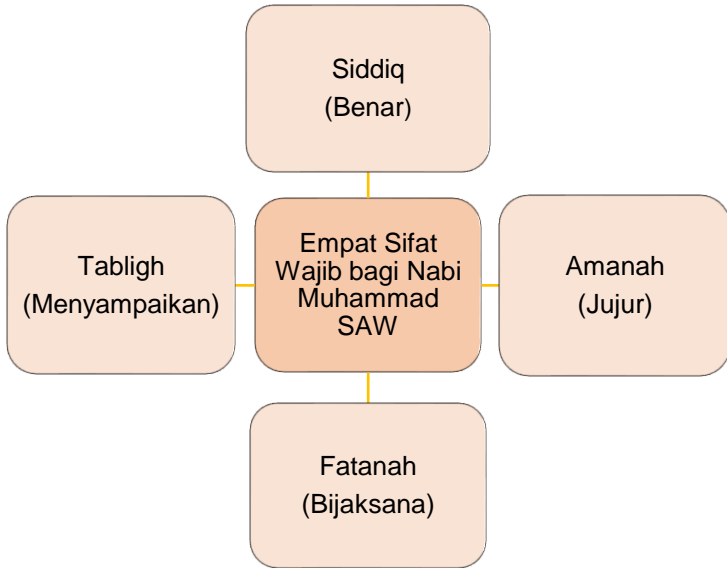 Siddiq
(Benar)
Tabligh
(Menyampaikan)
Empat Sifat
Wajib bagi Nabi
Muhammad
SAW
Amanah
(Jujur)
Fatanah
(Bijaksana)